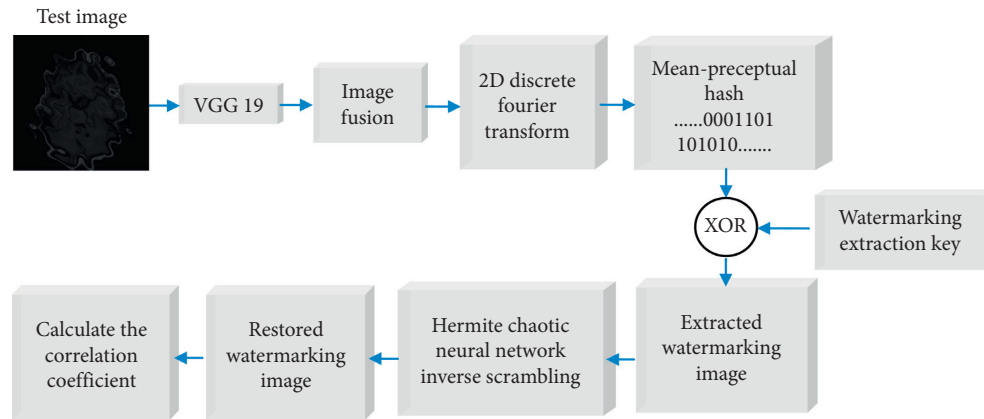 Test image
VGG 19
Image
fusion
2D discrete
fourier
transform
Mean-preceptual
hash
......0001101
101010.......
XOR
Watermarking
extraction key
Calculate the
correlation
coefficient
Restored
watermarking
image
Hermite chaotic
neural network
inverse scrambling
Extracted
watermarking
image